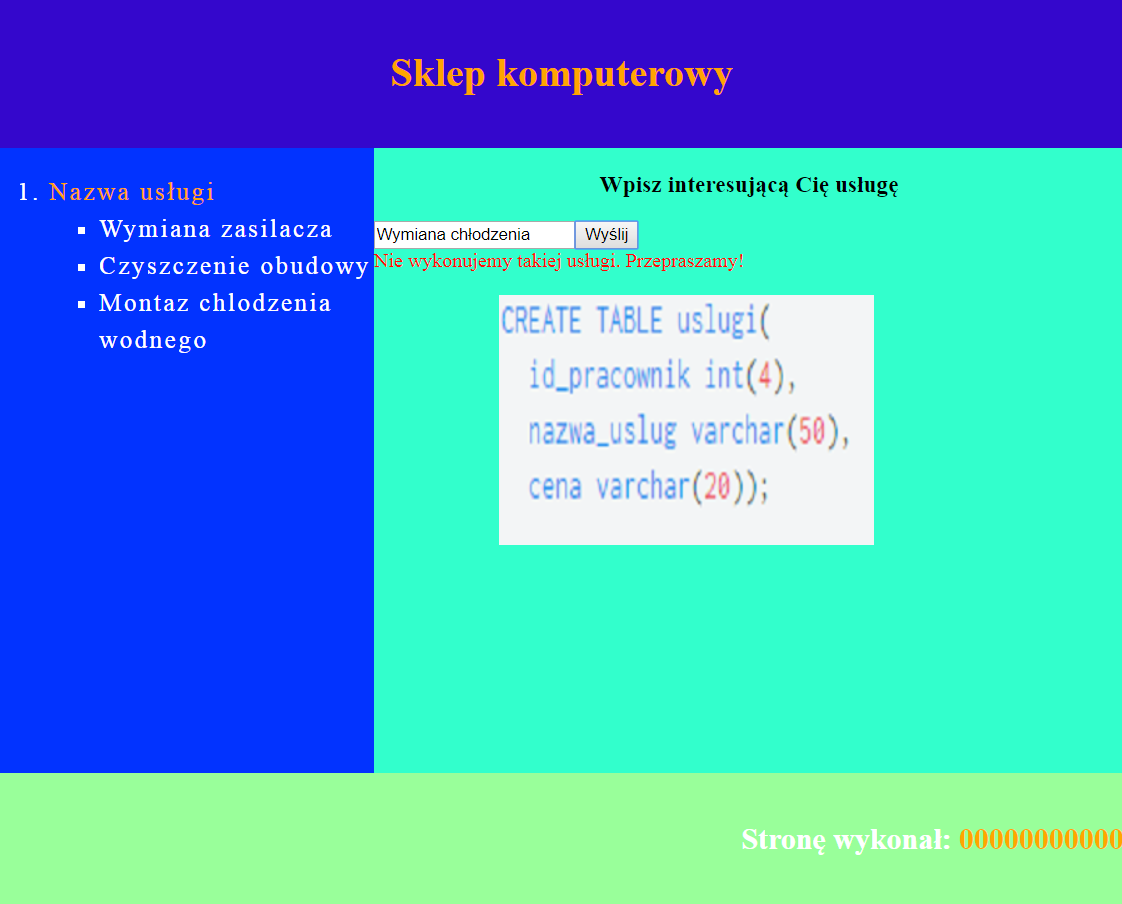 Sklep komputerowy
1. Nazwa usługi
Wymiana zasilacza
Czyszczenie obudowy
Montaz chlodzenia
wodnego
Wpisz interesującą Cię usługę
Wymiana chłodzenia Wyślij
Nie wykonujemy takiej usługi. Przepraszamy!
CREATE TABLE uslugi(
id_pracownik int(4),
nazwa_uslug varchar(50),
cena varchar(20));
Stronę wykonał: 00000000000